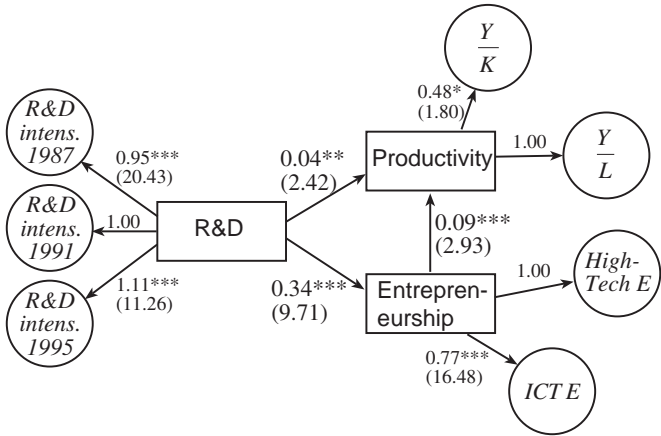 Y
K
0.48*
(1.80)
R&D
intens.
1987
0.95***
(20.43)
0.04**
(2.42)
Productivity
1.00
Y
L
R&D
intens.
1991
1.00
R&D
0.09***
(2.93)
R&D
intens.
1995
1.11***
(11.26)
0.34***
(9.71)
Entrepren-
eurship
1.00
High-
Tech E
0.77***
(16.48)
ICT E